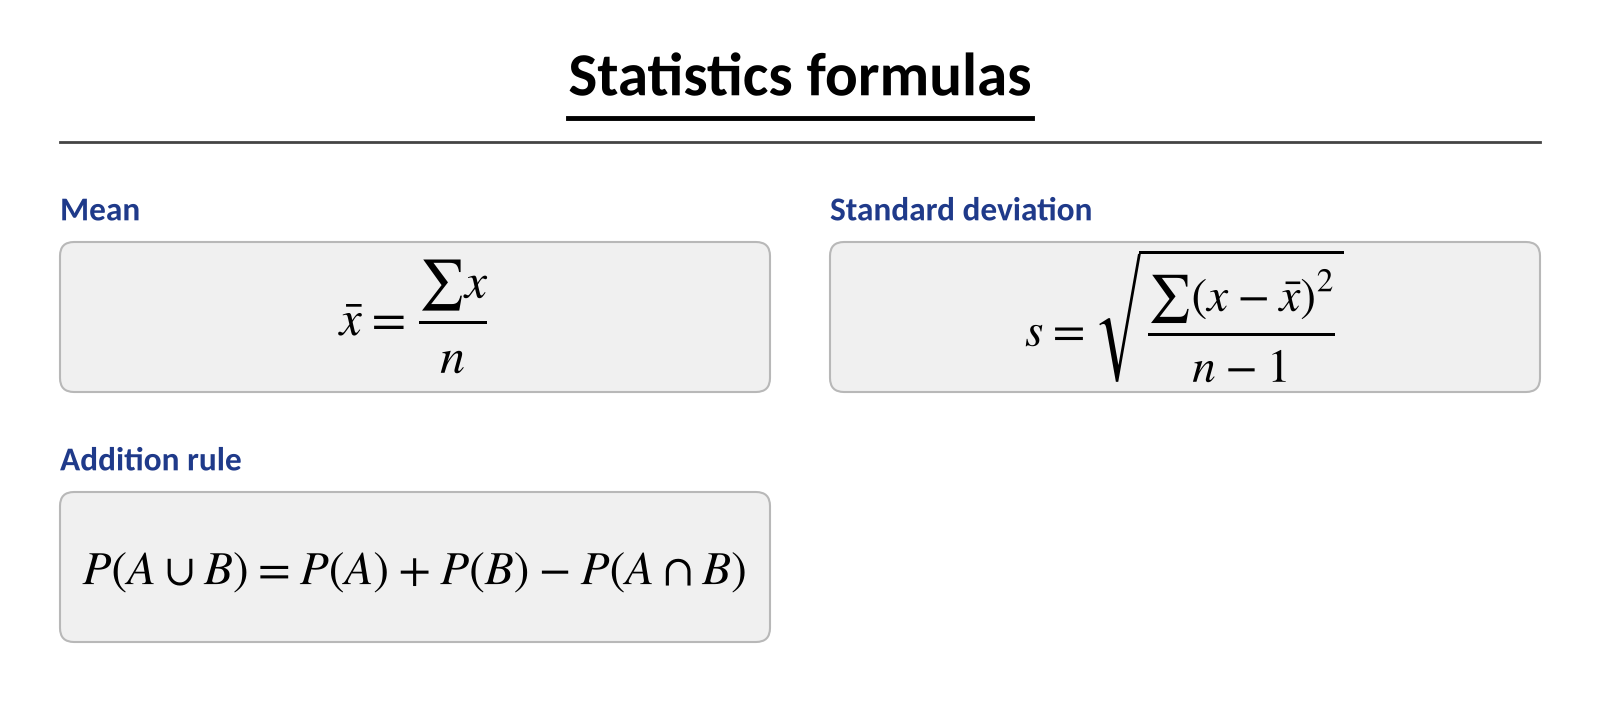 Statistics formulas
Mean
x̄ = ∑x / n
Standard deviation
s = √(∑(x − x̄)² / (n − 1))
Addition rule
P(A ∪ B) = P(A) + P(B) − P(A ∩ B)